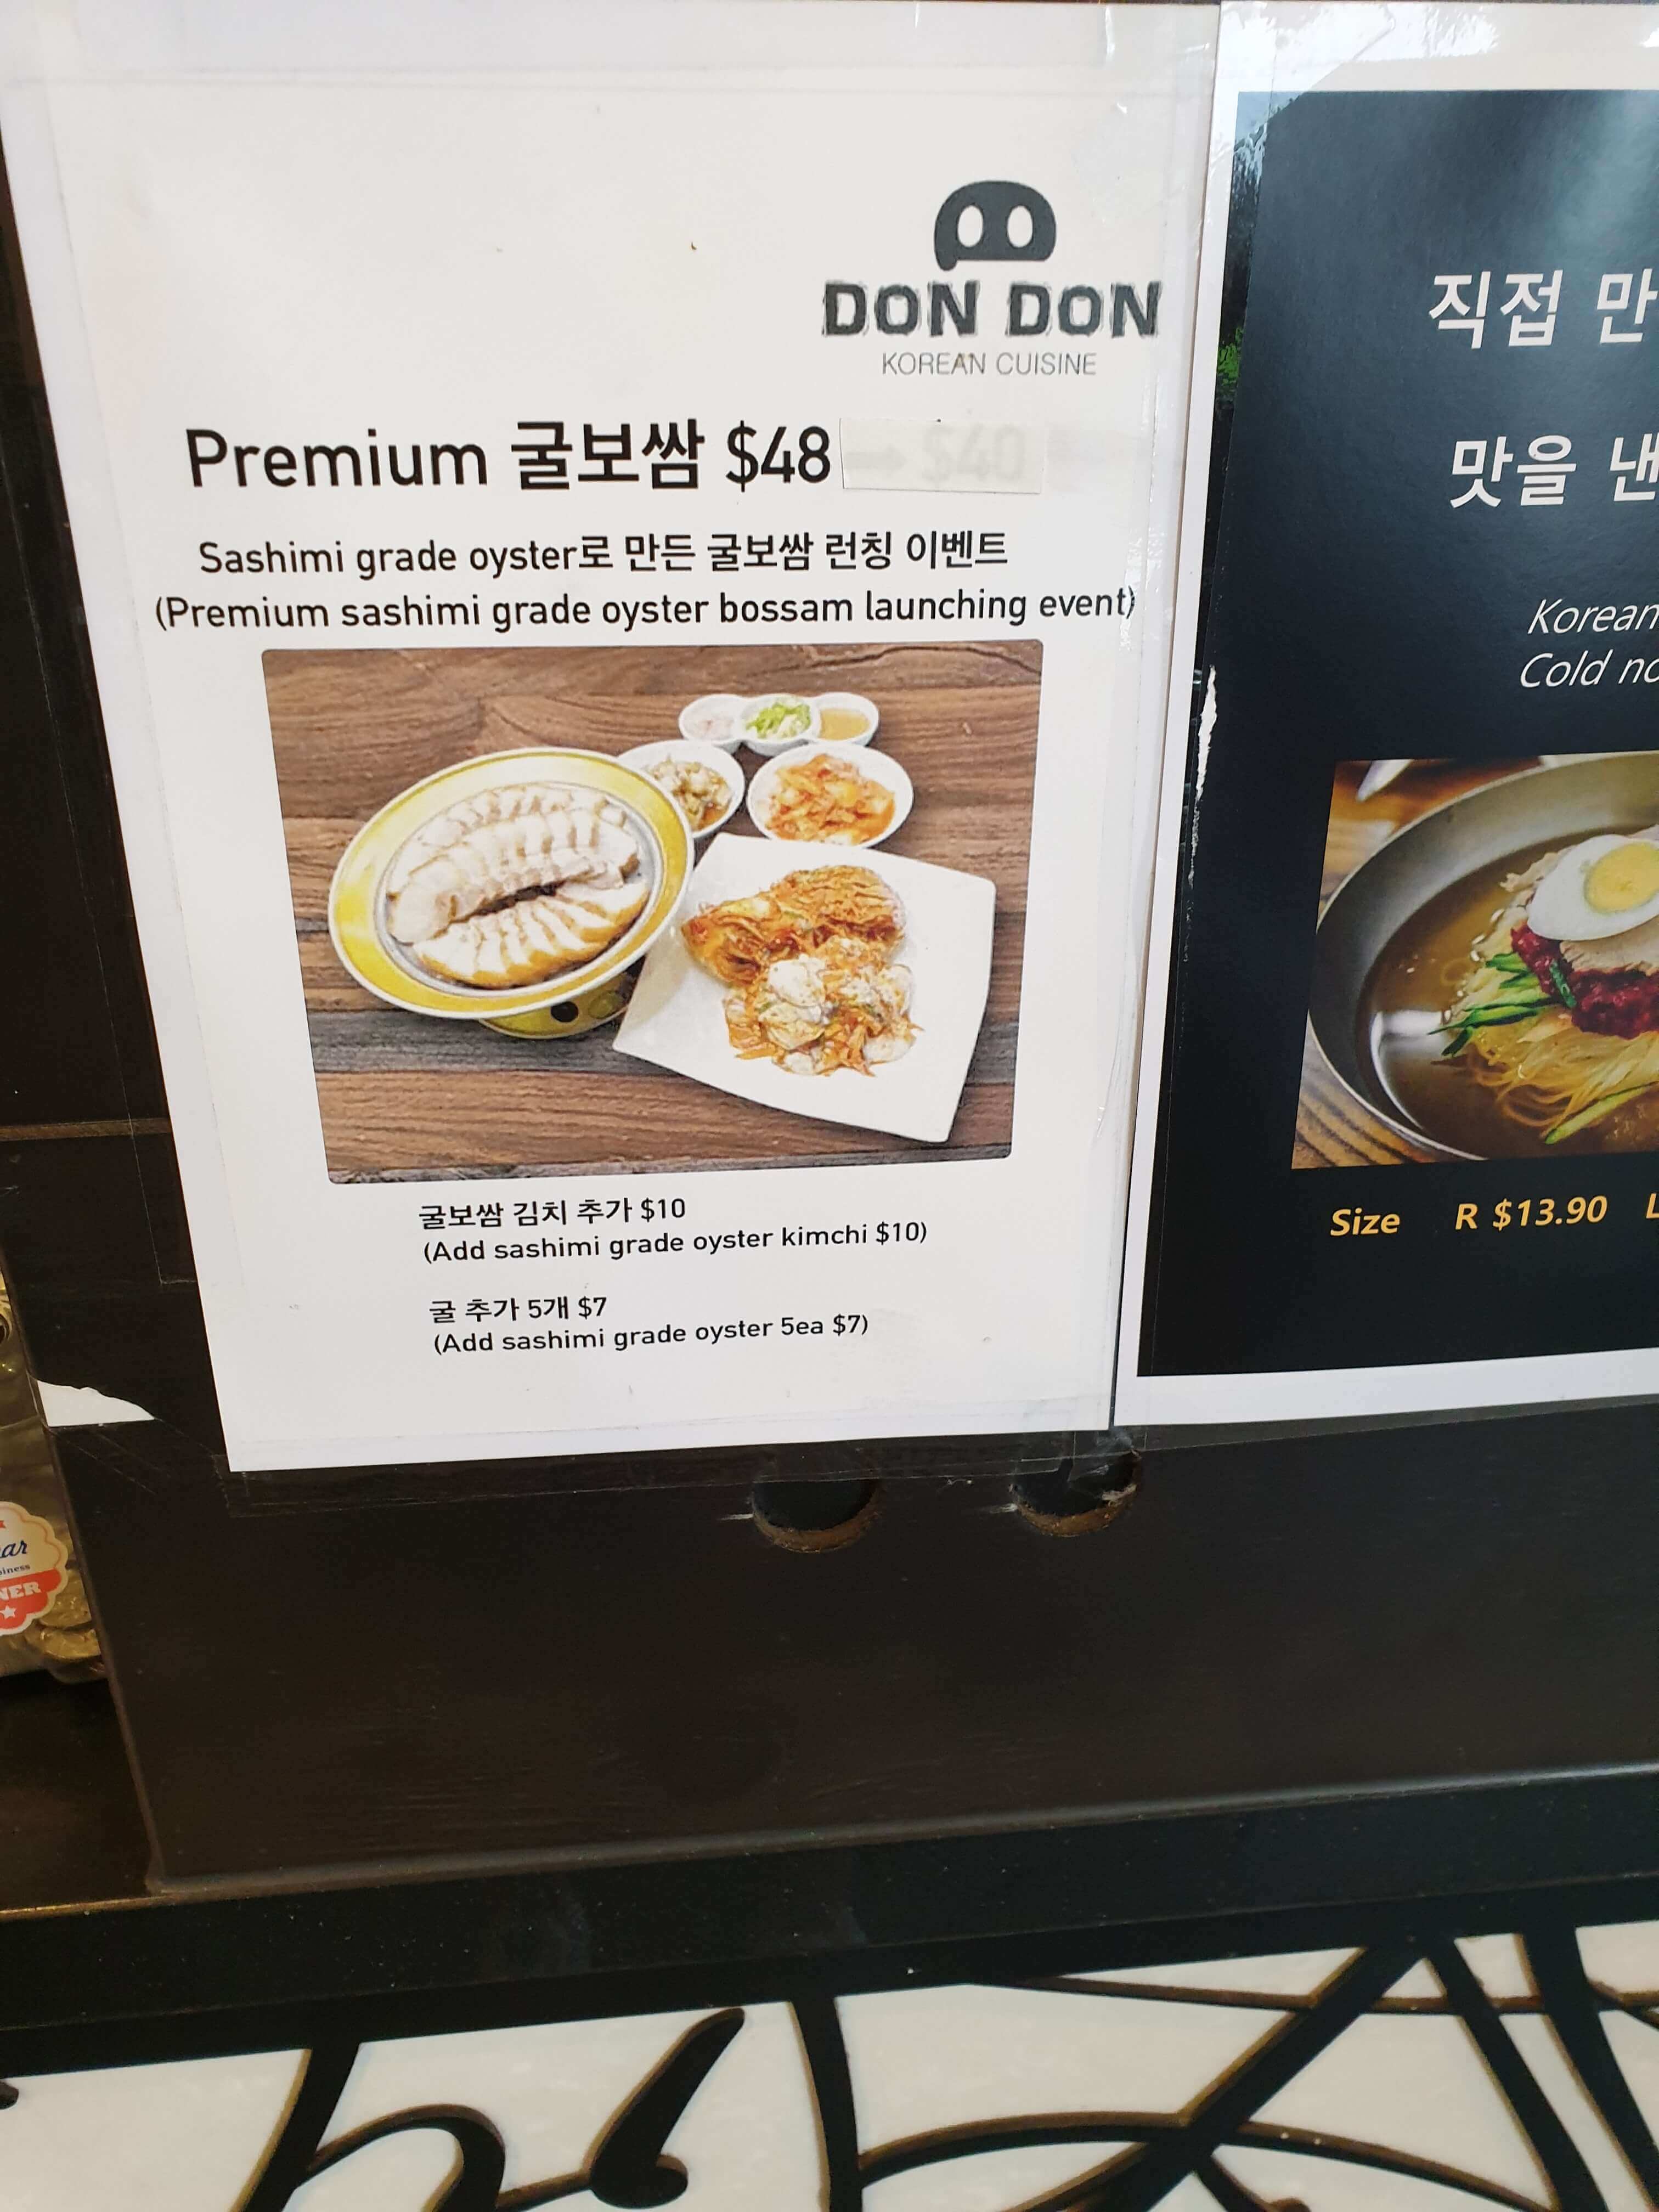 DON DON
KOREAN CUISINE
Premium 굴보쌈 $48 → $40
Sashimi grade oyster로 만든 굴보쌈 런칭 이벤트
(Premium sashimi grade oyster bossam launching event)
굴보쌈 김치 추가 $10
(Add sashimi grade oyster kimchi $10)
굴 추가 5개 $7
(Add sashimi grade oyster 5ea $7)
직접 만
맛을 낸
Korean
Cold
Size R $13.90 L